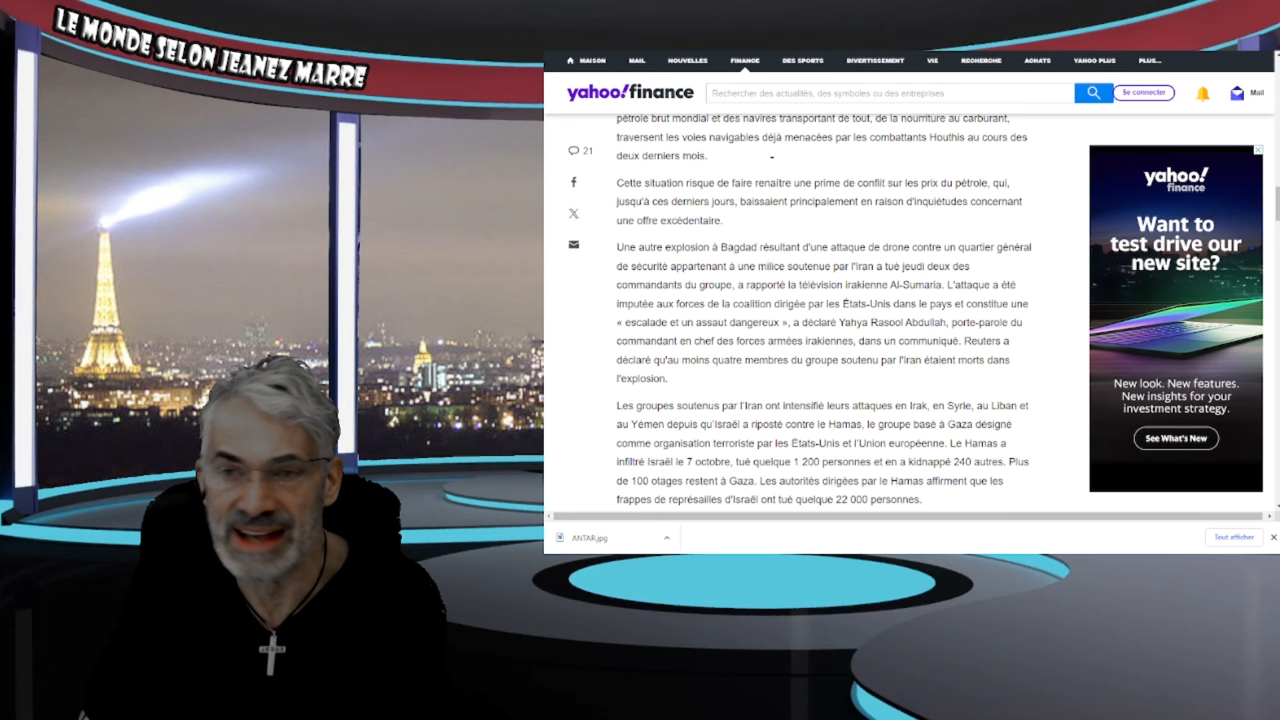 LE MONDE SELON JEANEZ MARRE
MAISON MAIL NOUVELLES FINANCE DES SPORTS DIVERTISSEMENT VIE RECHERCHE ACHATS YAHOO PLUS PLUS...
yahoo!finance
Rechercher des actualités, des symboles ou des entreprises
Se connecter
Mail
pétrole brut mondial et des navires transportant de tout, de la nourriture au carburant,
traversent les voies navigables déjà menacées par les combattants Houthis au cours des
deux derniers mois.
21
Cette situation risque de faire renaître une prime de conflit sur les prix du pétrole, qui,
jusqu'à ces derniers jours, baissaient principalement en raison d'inquiétudes concernant
une offre excédentaire.
Une autre explosion à Bagdad résultant d'une attaque de drone contre un quartier général
de sécurité appartenant à une milice soutenue par l'Iran a tué jeudi deux des
commandants du groupe, a rapporté la télévision irakienne Al-Sumaria. L'attaque a été
imputée aux forces de la coalition dirigée par les États-Unis dans le pays et constitue une
« escalade et un assaut dangereux », a déclaré Yahya Rasool Abdullah, porte-parole du
commandant en chef des forces armées irakiennes, dans un communiqué. Reuters a
déclaré qu'au moins quatre membres du groupe soutenu par l'Iran étaient morts dans
l'explosion.
Les groupes soutenus par l'Iran ont intensifié leurs attaques en Irak, en Syrie, au Liban et
au Yémen depuis qu'Israël a riposté contre le Hamas, le groupe basé à Gaza désigné
comme organisation terroriste par les États-Unis et l'Union européenne. Le Hamas a
infiltré Israël le 7 octobre, tué quelque 1 200 personnes et en a kidnappé 240 autres. Plus
de 100 otages restent à Gaza. Les autorités dirigées par le Hamas affirment que les
frappes de représailles d'Israël ont tué quelque 22 000 personnes.
yahoo!
finance
Want to
test drive our
new site?
New look. New features.
New insights for your
investment strategy.
See What's New
ANTAR.jpg
Tout afficher